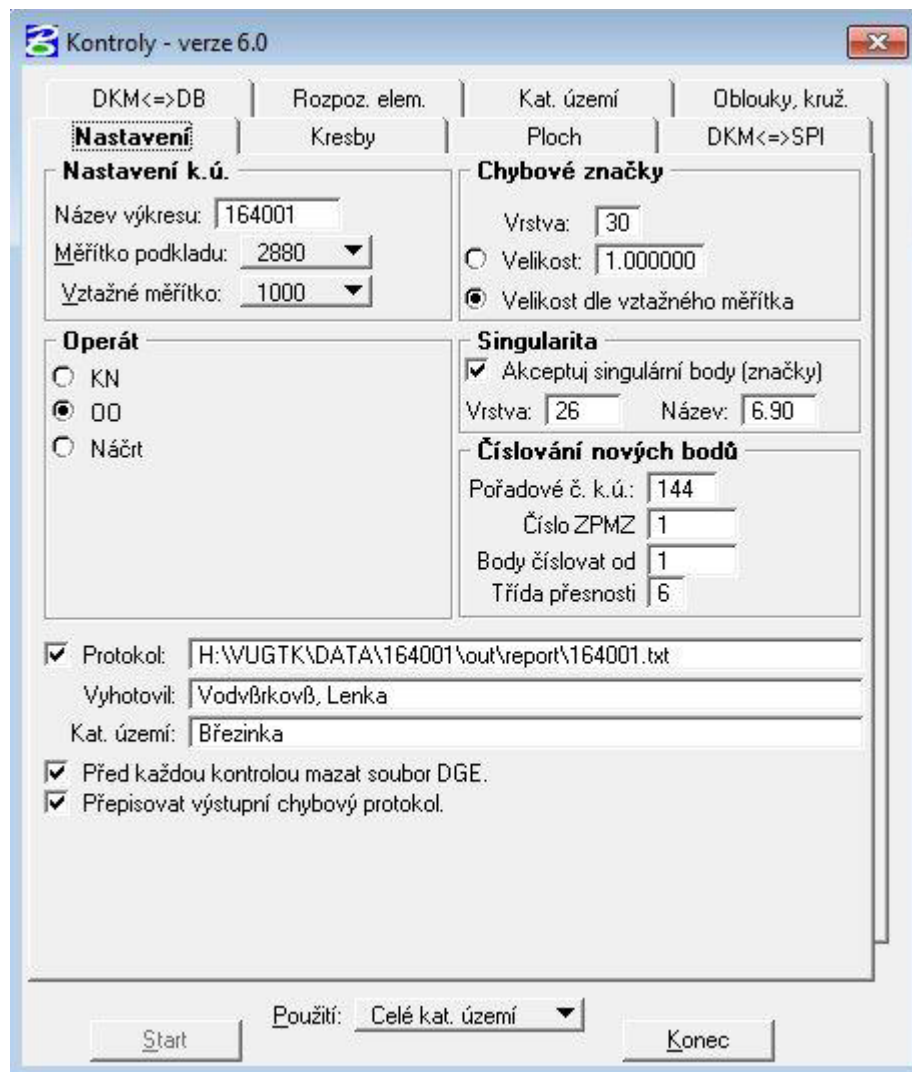 Kontroly - verze 6.0
DKM<=>DB Rozpoz. elem. Kat. území Oblouky, kruž.
Nastavení Kresby Ploch DKM<=>SPI
Nastavení k.ú.
Název výkresu: 164001
Měřítko podkladu: 2880
Vztažné měřítko: 1000
Chybové značky
Vrstva: 30
Velikost: 1.000000
Velikost dle vztažného měřítka
Operát
KN
OO
Náčrt
Singularita
Akceptuj singulární body (značky)
Vrstva: 26 Název: 6.90
Číslování nových bodů
Pořadové č. k.ú.: 144
Číslo ZPMZ 1
Body číslovat od 1
Třída přesnosti 6
Protokol: H:\VUGTK\DATA\164001\out\report\164001.txt
Vyhotovil: Vodvßrkovß, Lenka
Kat. území: Březinka
Před každou kontrolou mazat soubor DGE.
Přepisovat výstupní chybový protokol.
Použití: Celé kat. území
Start Konec